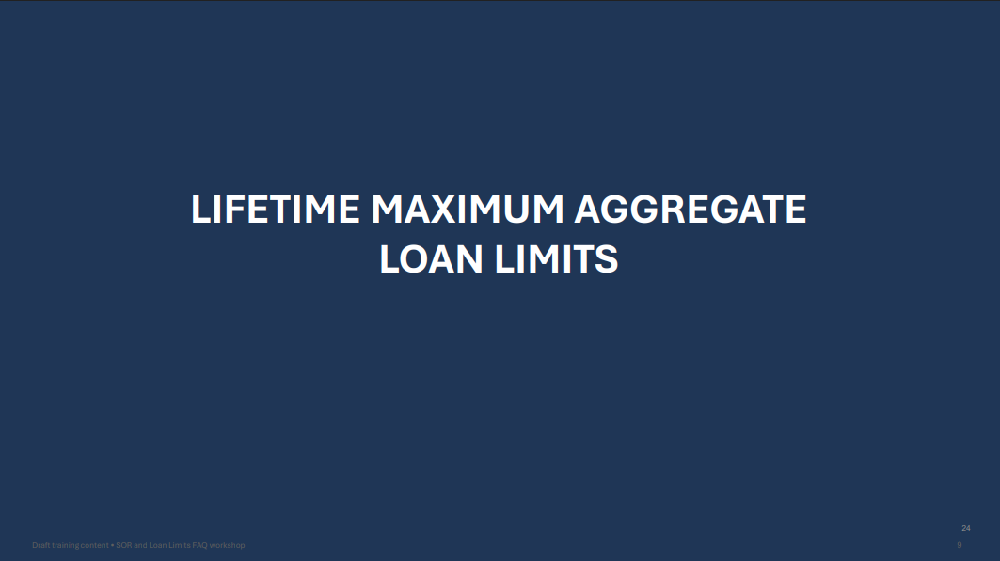 LIFETIME MAXIMUM AGGREGATE
LOAN LIMITS
24
Draft training content • SOR and Loan Limits FAQ workshop
9